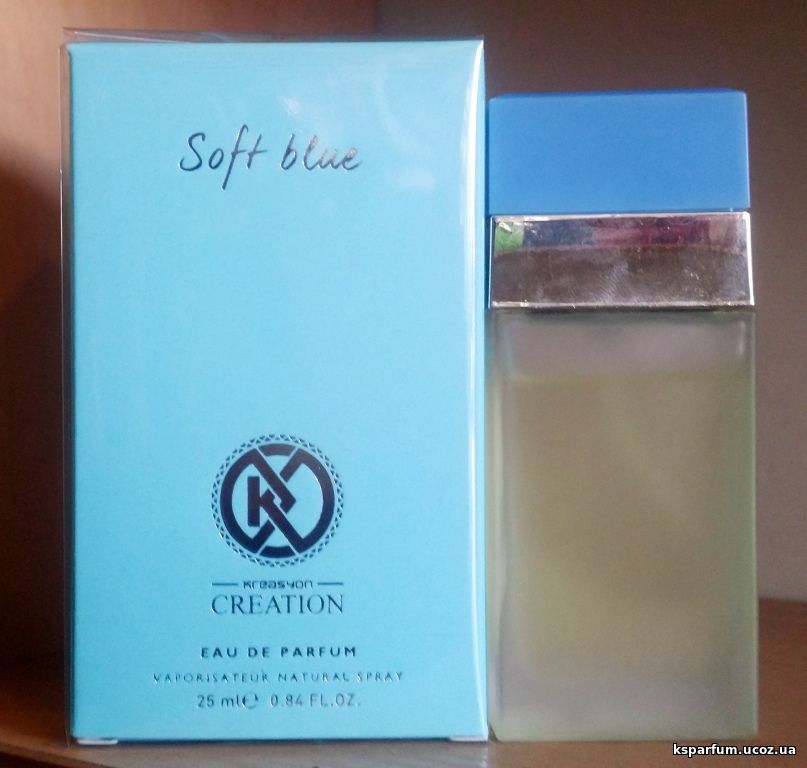 Soft blue
K
Kreasyon
CREATION
EAU DE PARFUM
VAPORISATEUR NATURAL SPRAY
25 ml ℮ 0.84 FL.OZ.
ksparfum.ucoz.ua